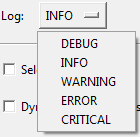 Log: INFO
DEBUG
INFO
WARNING
ERROR
CRITICAL